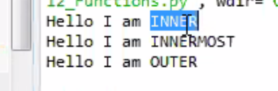 12_Functions.py', wdir='
Hello I am INNER
Hello I am INNERMOST
Hello I am OUTER